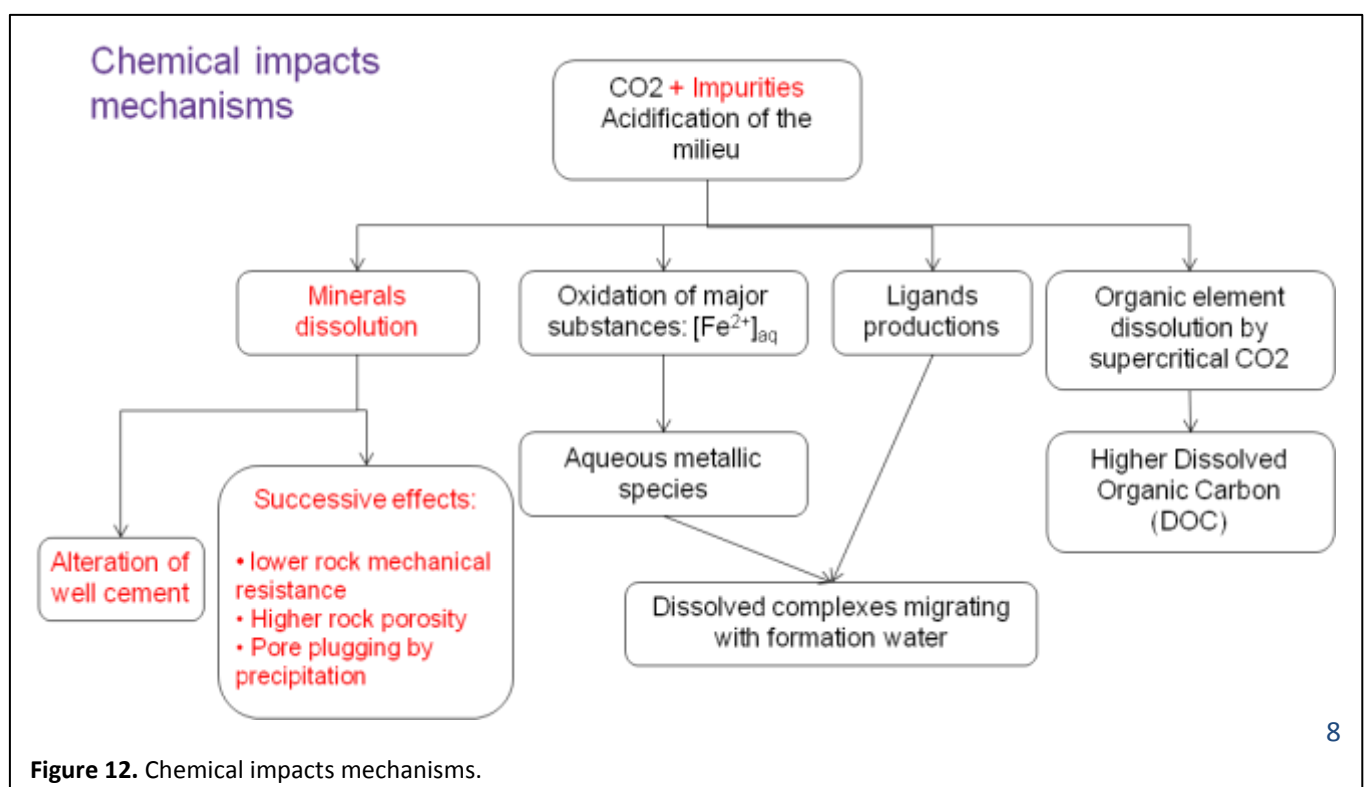 Chemical impacts
mechanisms
CO2 + Impurities
Acidification of the
milieu
Minerals
dissolution
Oxidation of major
substances: [Fe²⁺]aq
Ligands
productions
Organic element
dissolution by
supercritical CO2
Alteration of
well cement
Successive effects:
• lower rock mechanical
resistance
• Higher rock porosity
• Pore plugging by
precipitation
Aqueous metallic
species
Higher Dissolved
Organic Carbon
(DOC)
Dissolved complexes migrating
with formation water
8
Figure 12. Chemical impacts mechanisms.